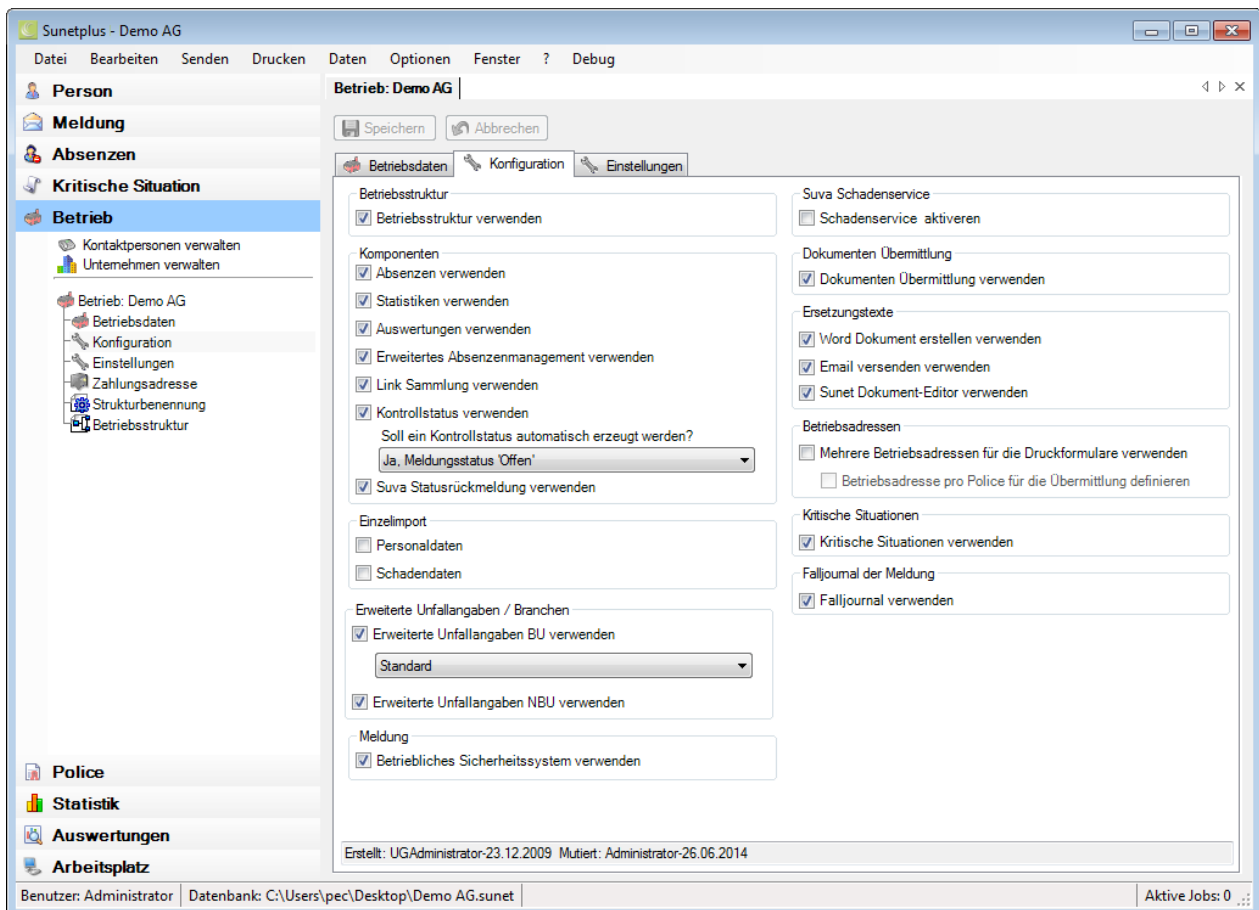 Sunetplus - Demo AG
Datei Bearbeiten Senden Drucken Daten Optionen Fenster ? Debug
Person
Meldung
Absenzen
Kritische Situation
Betrieb
Kontaktpersonen verwalten
Unternehmen verwalten
Betrieb: Demo AG
Betriebsdaten
Konfiguration
Einstellungen
Zahlungsadresse
Strukturbenennung
Betriebsstruktur
Police
Statistik
Auswertungen
Arbeitsplatz
Betrieb: Demo AG
Speichern Abbrechen
Betriebsdaten Konfiguration Einstellungen
Betriebsstruktur
Betriebsstruktur verwenden
Komponenten
Absenzen verwenden
Statistiken verwenden
Auswertungen verwenden
Erweitertes Absenzenmanagement verwenden
Link Sammlung verwenden
Kontrollstatus verwenden
Soll ein Kontrollstatus automatisch erzeugt werden?
Ja, Meldungsstatus 'Offen'
Suva Statusrückmeldung verwenden
Einzelimport
Personaldaten
Schadendaten
Erweiterte Unfallangaben / Branchen
Erweiterte Unfallangaben BU verwenden
Standard
Erweiterte Unfallangaben NBU verwenden
Meldung
Betriebliches Sicherheitssystem verwenden
Suva Schadenservice
Schadenservice aktiveren
Dokumenten Übermittlung
Dokumenten Übermittlung verwenden
Ersetzungstexte
Word Dokument erstellen verwenden
Email versenden verwenden
Sunet Dokument-Editor verwenden
Betriebsadressen
Mehrere Betriebsadressen für die Druckformulare verwenden
Betriebsadresse pro Police für die Übermittlung definieren
Kritische Situationen
Kritische Situationen verwenden
Falljournal der Meldung
Falljournal verwenden
Erstellt: UGAdministrator-23.12.2009 Mutiert: Administrator-26.06.2014
Benutzer: Administrator Datenbank: C:\Users\pec\Desktop\Demo AG.sunet Aktive Jobs: 0